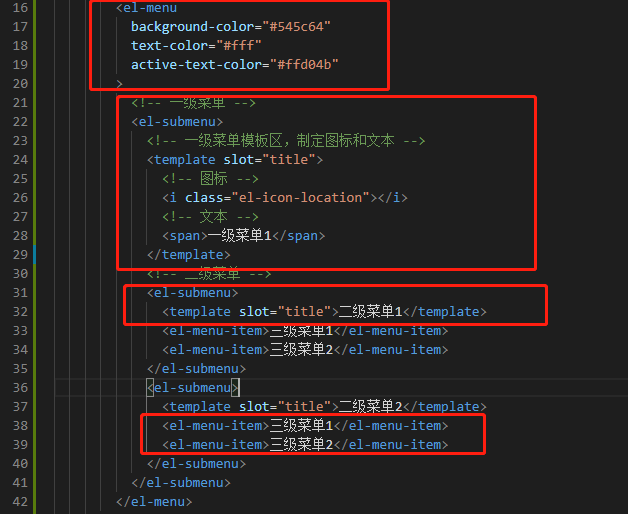 16 <el-menu
17 background-color="#545c64"
18 text-color="#fff"
19 active-text-color="#ffd04b"
20 >
21 <!-- 一级菜单 -->
22 <el-submenu>
23 <!-- 一级菜单模板区，制定图标和文本 -->
24 <template slot="title">
25 <!-- 图标 -->
26 <i class="el-icon-location"></i>
27 <!-- 文本 -->
28 <span>一级菜单1</span>
29 </template>
30 <!-- 二级菜单 -->
31 <el-submenu>
32 <template slot="title">二级菜单1</template>
33 <el-menu-item>三级菜单1</el-menu-item>
34 <el-menu-item>三级菜单2</el-menu-item>
35 </el-submenu>
36 <el-submenu>
37 <template slot="title">二级菜单2</template>
38 <el-menu-item>三级菜单1</el-menu-item>
39 <el-menu-item>三级菜单2</el-menu-item>
40 </el-submenu>
41 </el-submenu>
42 </el-menu>